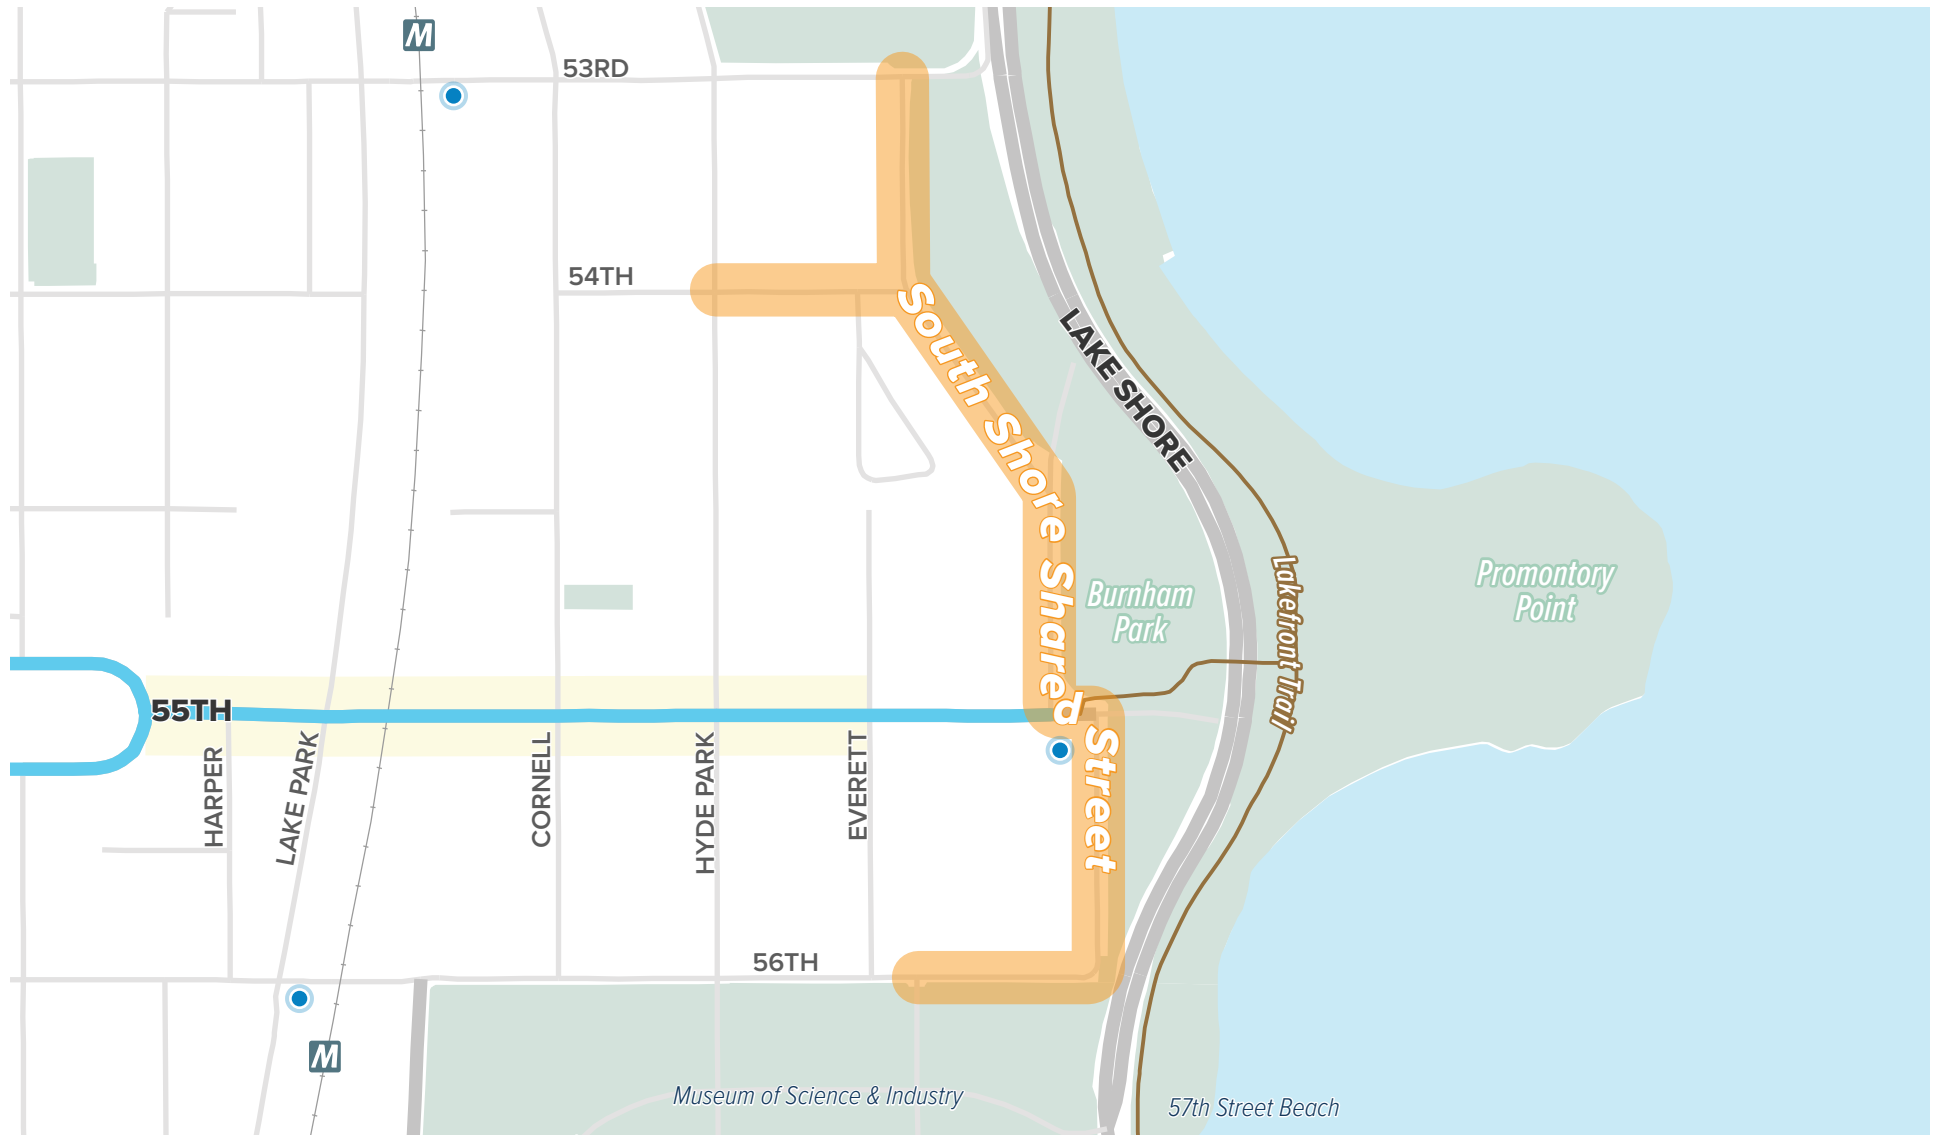 M
53RD
54TH
South Shore Shared Street
LAKE SHORE
Lakefront Trail
Burnham
Park
Promontory
Point
55TH
HARPER
LAKE PARK
CORNELL
HYDE PARK
EVERETT
56TH
M
Museum of Science & Industry
57th Street Beach